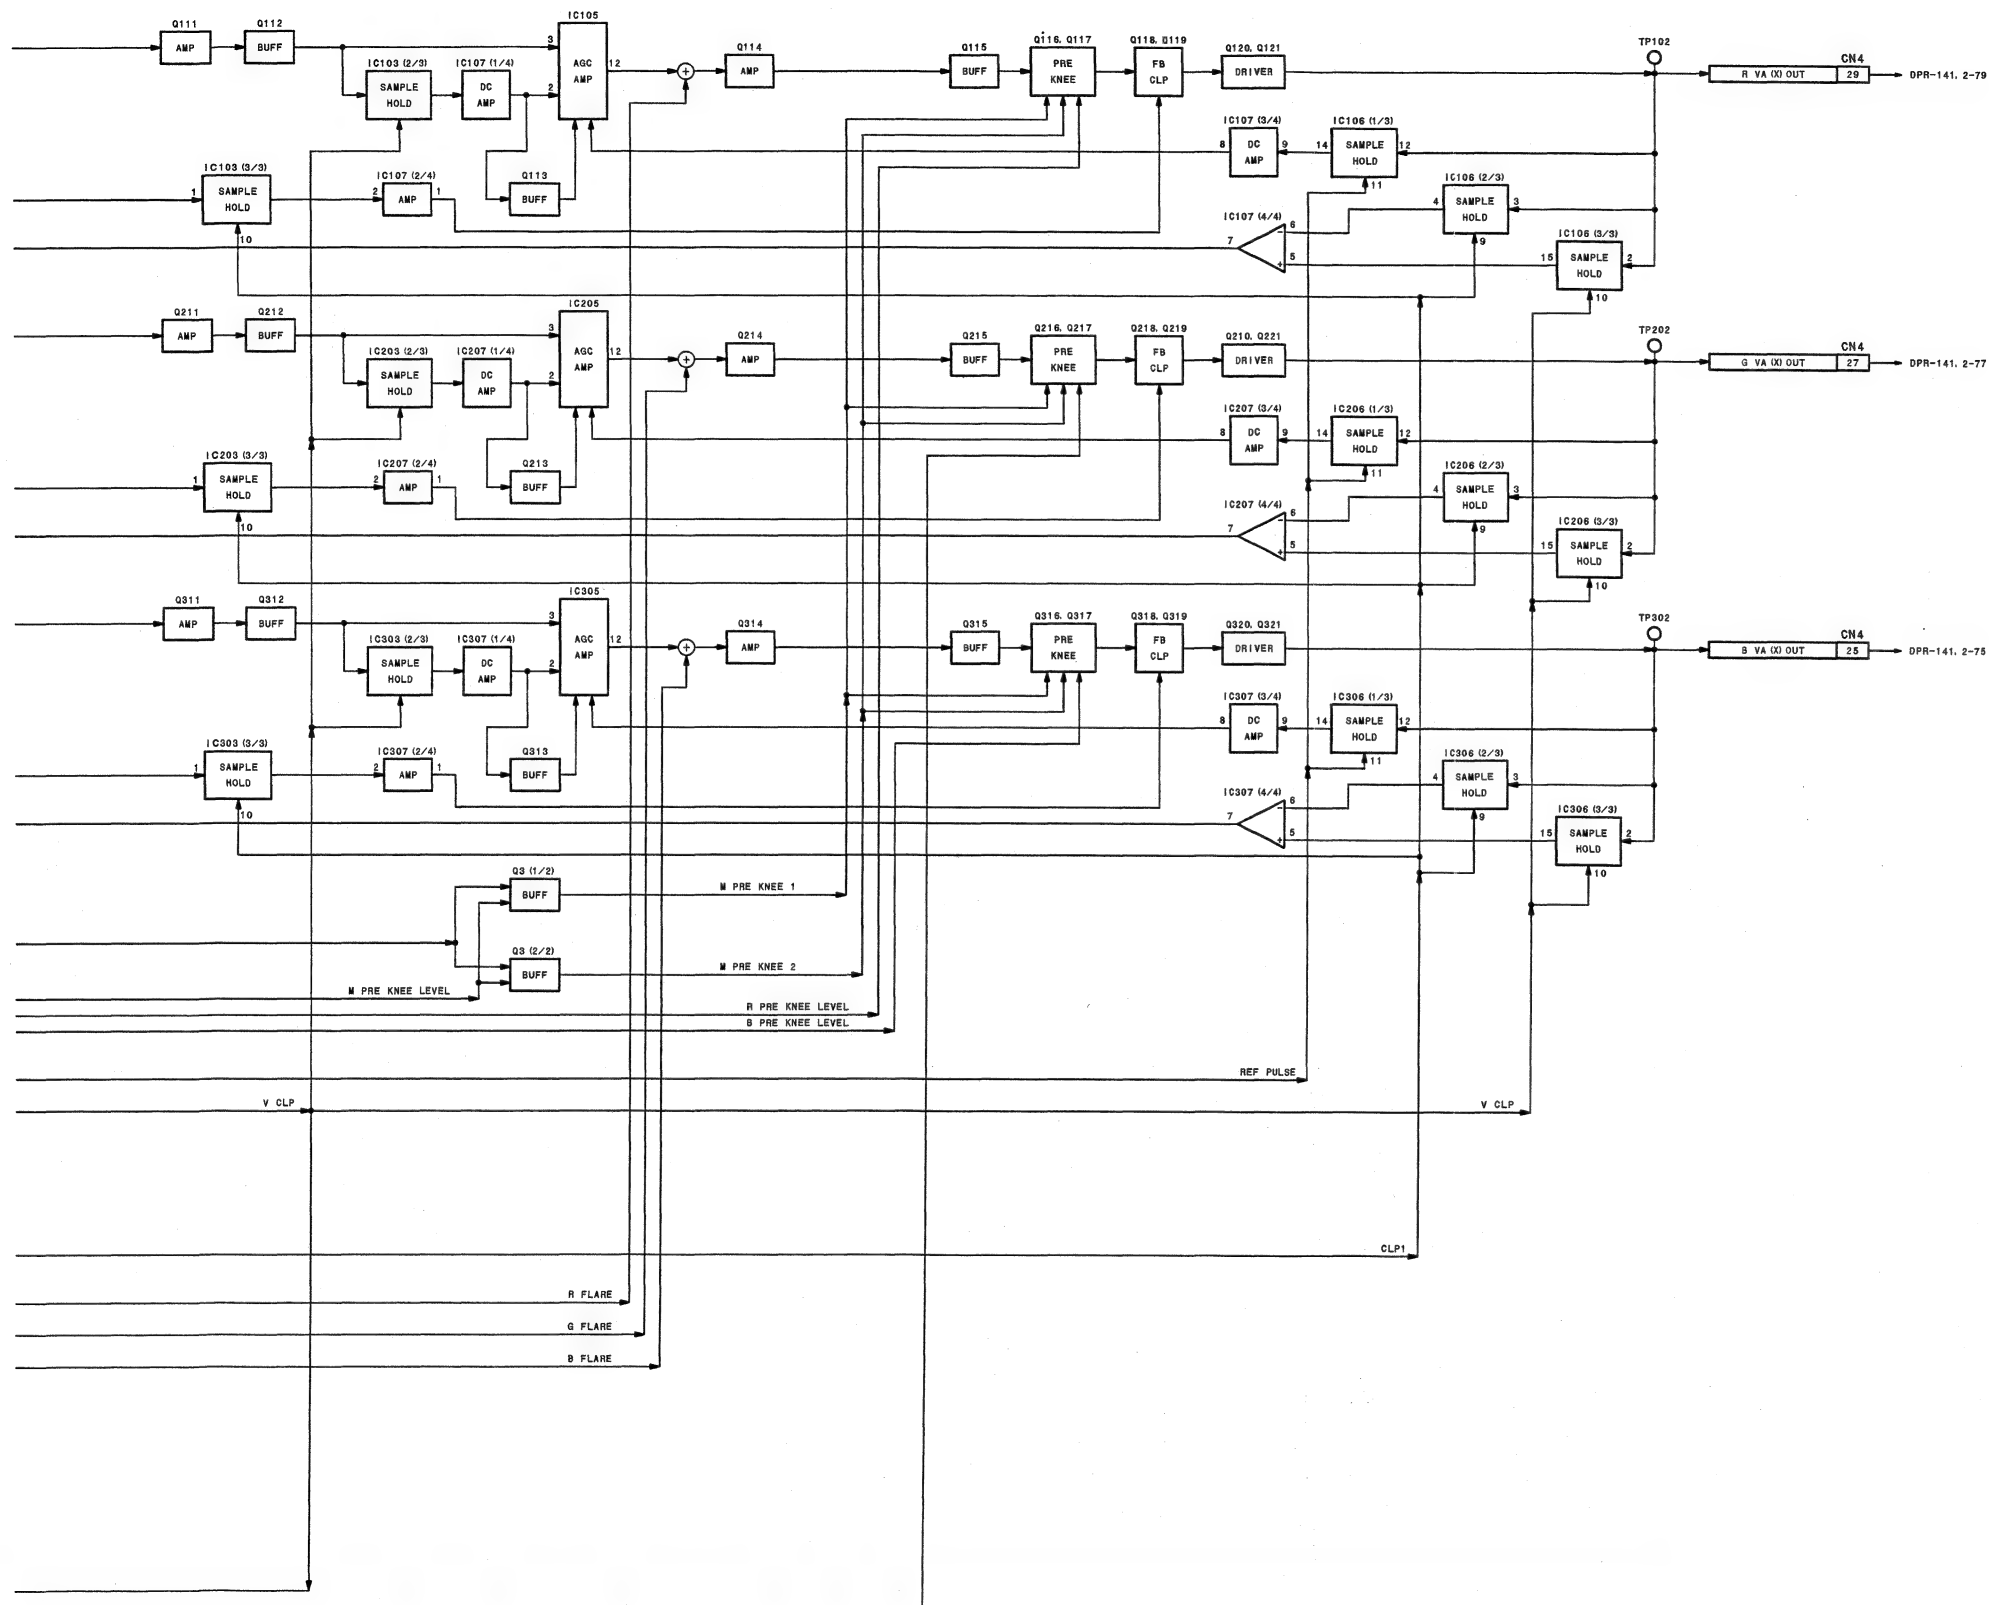 Q111
AMP
Q112
BUFF
IC105
AGC
AMP
3
2
12
IC103 (2/3)
SAMPLE
HOLD
IC107 (1/4)
DC
AMP
Q113
BUFF
Q114
AMP
Q115
BUFF
Q116, Q117
PRE
KNEE
Q118, Q119
FB
CLP
Q120, Q121
DRIVER
TP102
R VA (X) OUT
CN4
29
DPR-141, 2-79
IC103 (3/3)
1
SAMPLE
HOLD
10
IC107 (2/4)
2
AMP
1
IC107 (3/4)
8
DC
AMP
9
IC106 (1/3)
14
SAMPLE
HOLD
12
11
IC106 (2/3)
4
SAMPLE
HOLD
3
9
IC107 (4/4)
7
6
-
5
+
IC106 (3/3)
15
SAMPLE
HOLD
2
10
Q211
AMP
Q212
BUFF
IC205
AGC
AMP
3
2
12
IC203 (2/3)
SAMPLE
HOLD
IC207 (1/4)
DC
AMP
Q213
BUFF
Q214
AMP
Q215
BUFF
Q216, Q217
PRE
KNEE
Q218, Q219
FB
CLP
Q210, Q221
DRIVER
TP202
G VA (X) OUT
CN4
27
DPR-141, 2-77
IC203 (3/3)
1
SAMPLE
HOLD
10
IC207 (2/4)
2
AMP
1
IC207 (3/4)
8
DC
AMP
9
IC206 (1/3)
14
SAMPLE
HOLD
12
11
IC206 (2/3)
4
SAMPLE
HOLD
3
9
IC207 (4/4)
7
6
-
5
+
IC206 (3/3)
15
SAMPLE
HOLD
2
10
Q311
AMP
Q312
BUFF
IC305
AGC
AMP
3
2
12
IC303 (2/3)
SAMPLE
HOLD
IC307 (1/4)
DC
AMP
Q313
BUFF
Q314
AMP
Q315
BUFF
Q316, Q317
PRE
KNEE
Q318, Q319
FB
CLP
Q320, Q321
DRIVER
TP302
B VA (X) OUT
CN4
25
DPR-141, 2-75
IC303 (3/3)
1
SAMPLE
HOLD
10
IC307 (2/4)
2
AMP
1
IC307 (3/4)
8
DC
AMP
9
IC306 (1/3)
14
SAMPLE
HOLD
12
11
IC306 (2/3)
4
SAMPLE
HOLD
3
9
IC307 (4/4)
7
6
-
5
+
IC306 (3/3)
15
SAMPLE
HOLD
2
10
Q3 (1/2)
BUFF
M PRE KNEE 1
Q3 (2/2)
BUFF
M PRE KNEE 2
M PRE KNEE LEVEL
R PRE KNEE LEVEL
B PRE KNEE LEVEL
REF PULSE
V CLP
V CLP
CLP1
R FLARE
G FLARE
B FLARE